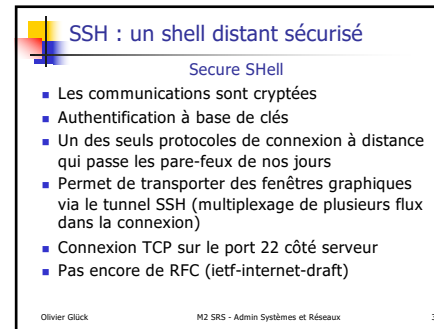 SSH : un shell distant sécurisé
Secure SHell
Les communications sont cryptées
Authentification à base de clés
Un des seuls protocoles de connexion à distance
qui passe les pare-feux de nos jours
Permet de transporter des fenêtres graphiques
via le tunnel SSH (multiplexage de plusieurs flux
dans la connexion)
Connexion TCP sur le port 22 côté serveur
Pas encore de RFC (ietf-internet-draft)
Olivier Glück M2 SRS - Admin Systèmes et Réseaux 3